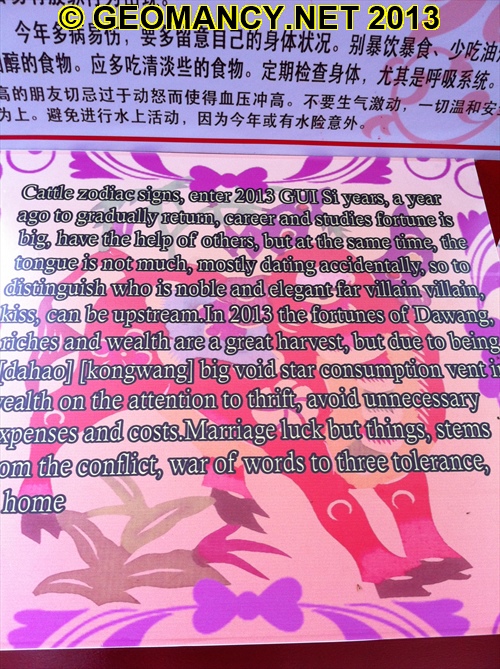 © GEOMANCY.NET 2013
今年多病易伤，要多留意自己的身体状况。别暴饮暴食、少吃油
醇的食物。应多吃清淡些的食物。定期检查身体，尤其是呼吸系统。
高的朋友切忌过于动怒而使得血压冲高。不要生气激动，一切温和安
为上。避免进行水上活动，因为今年或有水险意外。
Cattle zodiac signs, enter 2013 GUI Si years, a year
ago to gradually return, career and studies fortune is
big, have the help of others, but at the same time, the
tongue is not much, mostly dating accidentally, so to
distinguish who is noble and elegant far villain villain,
kiss, can be upstream.In 2013 the fortunes of Dawang,
riches and wealth are a great harvest, but due to being
[dahao] [kongwang] big void star consumption vent i
wealth on the attention to thrift, avoid unnecessary
xpenses and costs.Marriage luck but things, stems
om the conflict, war of words to three tolerance,
home